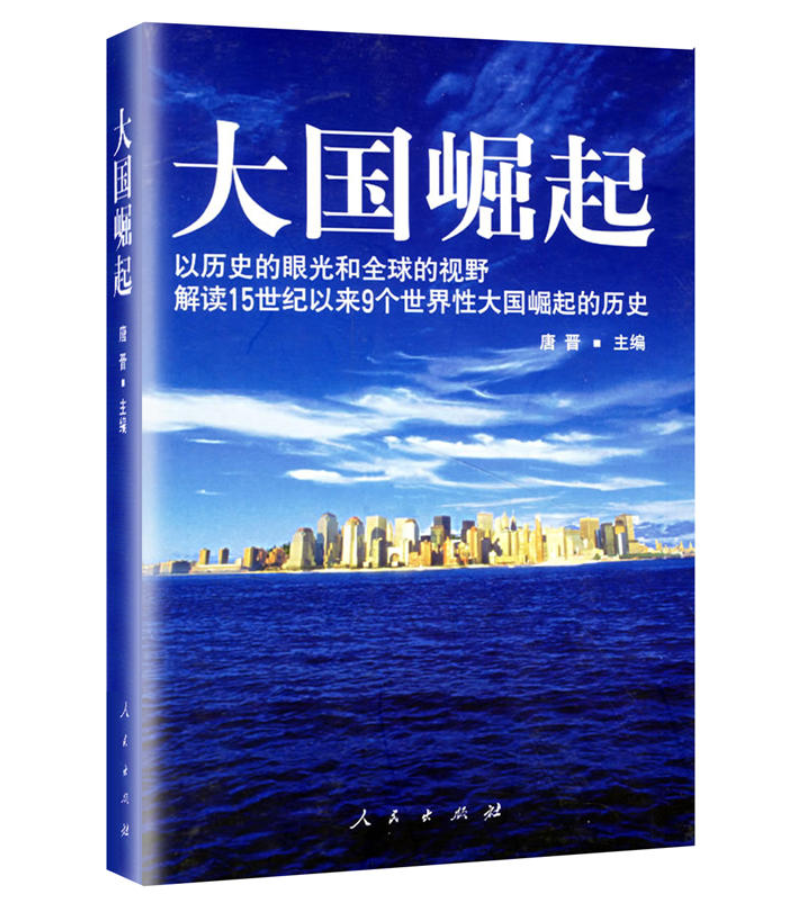 大国崛起
以历史的眼光和全球的视野
解读15世纪以来9个世界性大国崛起的历史
唐晋 ▪ 主编
人民出版社
大国崛起
唐晋 ▪ 主编
人民出版社